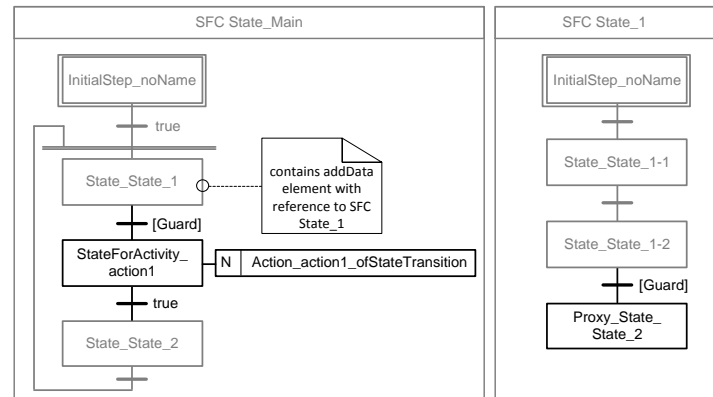 SFC State_Main
InitialStep_noName
true
State_State_1
contains addData
element with
reference to SFC
State_1
[Guard]
StateForActivity_
action1
N Action_action1_ofStateTransition
true
State_State_2
SFC State_1
InitialStep_noName
State_State_1-1
State_State_1-2
[Guard]
Proxy_State_
State_2